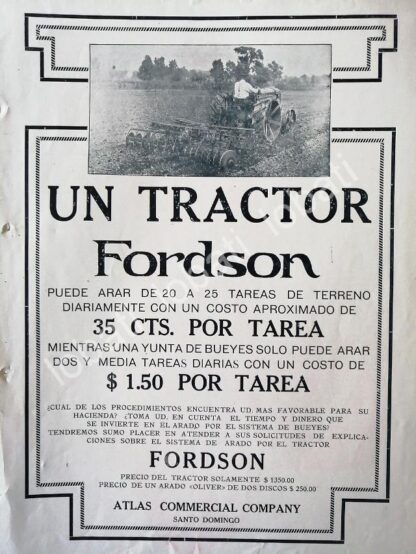 UN TRACTOR
Fordson
PUEDE ARAR DE 20 A 25 TAREAS DE TERRENO
DIARIAMENTE CON UN COSTO APROXIMADO DE
35 CTS. POR TAREA
MIENTRAS UNA YUNTA DE BUEYES SOLO PUEDE ARAR
DOS Y MEDIA TAREAS DIARIAS CON UN COSTO DE
$ 1.50 POR TAREA
¿CUAL DE LOS PROCEDIMIENTOS ENCUENTRA UD. MAS FAVORABLE PARA SU
HACIENDA? ¿TOMA UD. EN CUENTA EL TIEMPO Y DINERO QUE
SE INVIERTE EN EL ARADO POR EL SISTEMA DE BUEYES?
TENDREMOS SUMO PLACER EN ATENDER A SUS SOLICITUDES DE EXPLICA-
CIONES SOBRE EL SISTEMA DE ARADO POR EL TRACTOR
FORDSON
PRECIO DEL TRACTOR SOLAMENTE $ 1350.00
PRECIO DE UN ARADO «OLIVER» DE DOS DISCOS $ 250.00
ATLAS COMMERCIAL COMPANY
SANTO DOMINGO